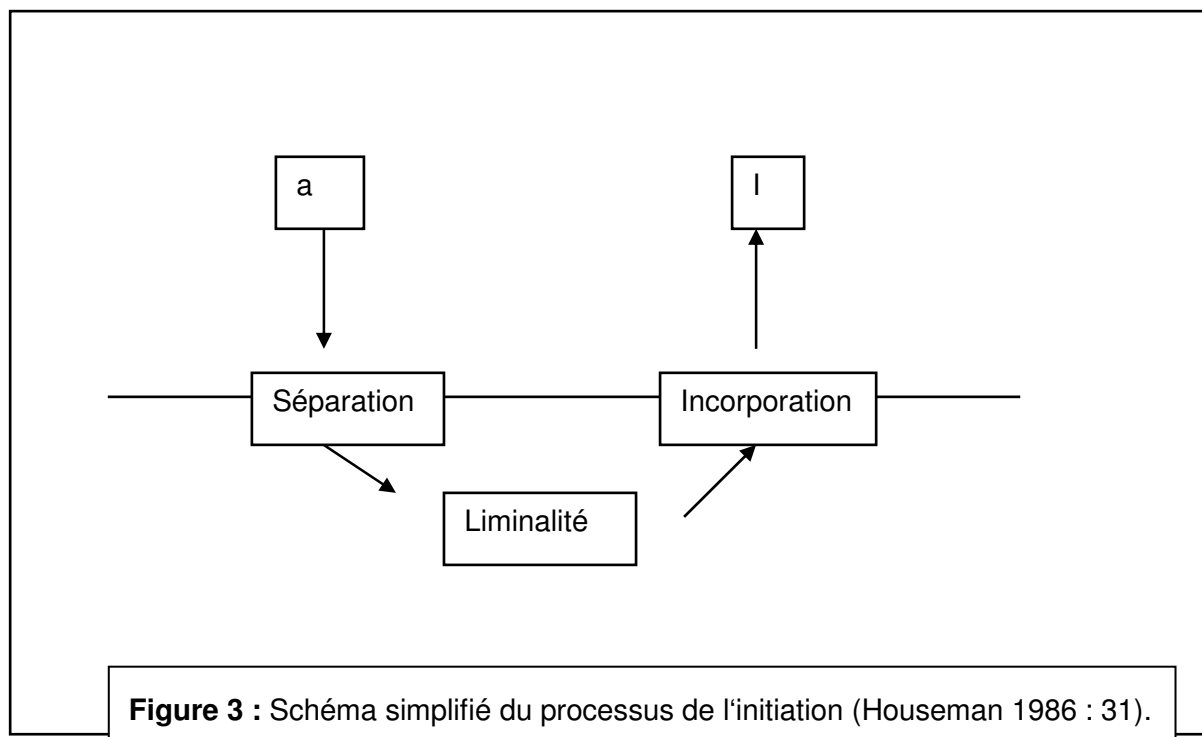 a
I
Séparation
Incorporation
Liminalité
Figure 3 : Schéma simplifié du processus de l‘initiation (Houseman 1986 : 31).